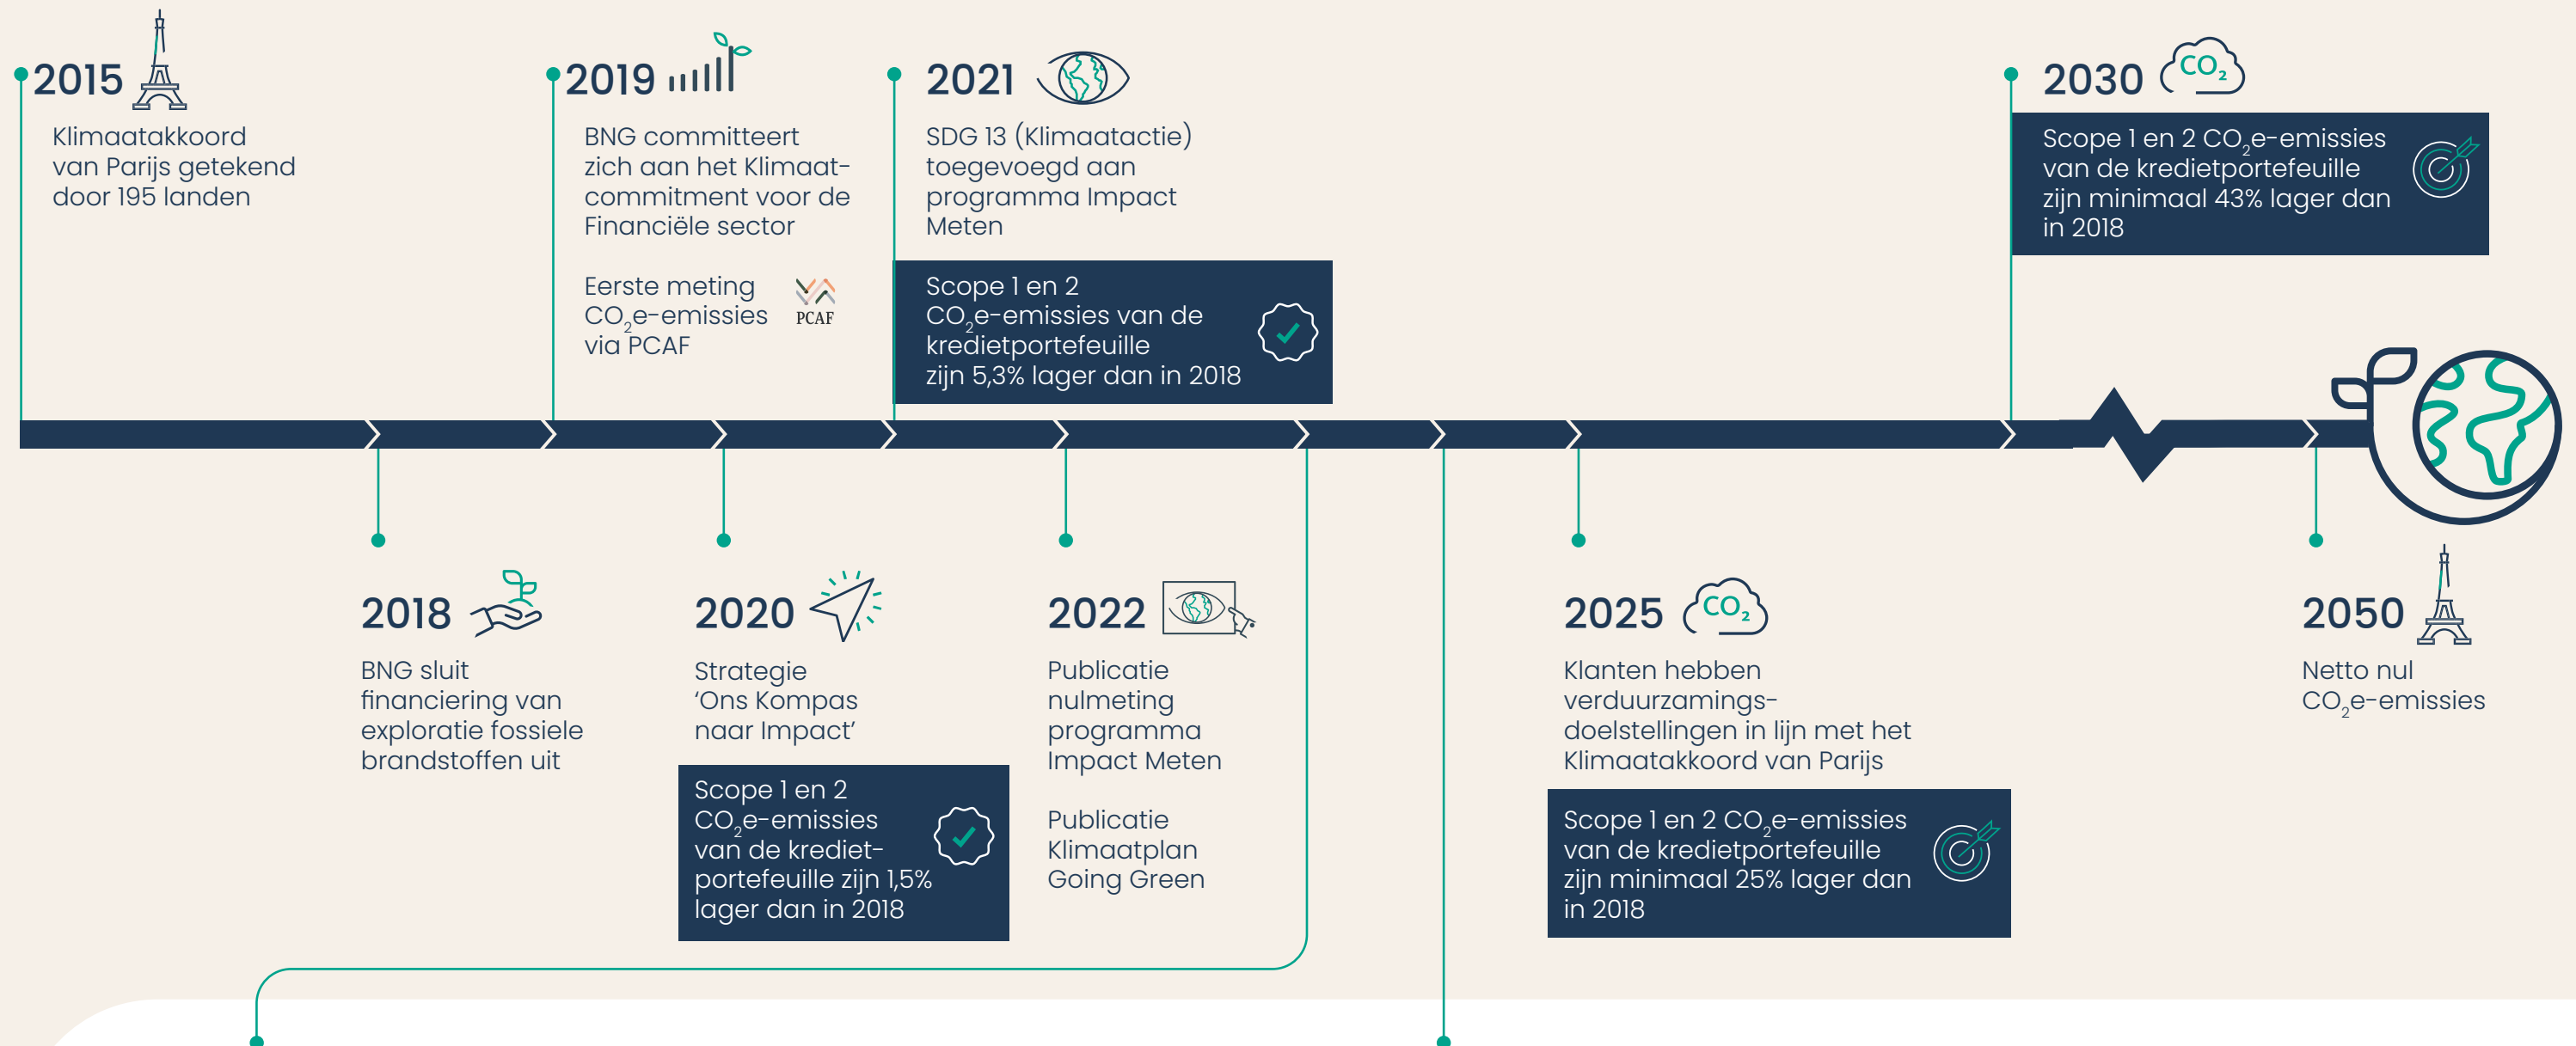 2015
Klimaatakkoord
van Parijs getekend
door 195 landen
2019
BNG committeert
zich aan het Klimaat-
commitment voor de
Financiële sector
Eerste meting
CO₂e-emissies
via PCAF
PCAF
2021
SDG 13 (Klimaatactie)
toegevoegd aan
programma Impact
Meten
Scope 1 en 2
CO₂e-emissies van de
kredietportefeuille
zijn 5,3% lager dan in 2018
2030
CO₂
Scope 1 en 2 CO₂e-emissies
van de kredietportefeuille
zijn minimaal 43% lager dan
in 2018
2018
BNG sluit
financiering van
exploratie fossiele
brandstoffen uit
2020
Strategie
‘Ons Kompas
naar Impact’
Scope 1 en 2
CO₂e-emissies
van de krediet-
portefeuille zijn 1,5%
lager dan in 2018
2022
Publicatie
nulmeting
programma
Impact Meten
Publicatie
Klimaatplan
Going Green
2025
CO₂
Klanten hebben
verduurzamings-
doelstellingen in lijn met het
Klimaatakkoord van Parijs
Scope 1 en 2 CO₂e-emissies
van de kredietportefeuille
zijn minimaal 25% lager dan
in 2018
2050
Netto nul
CO₂e-emissies